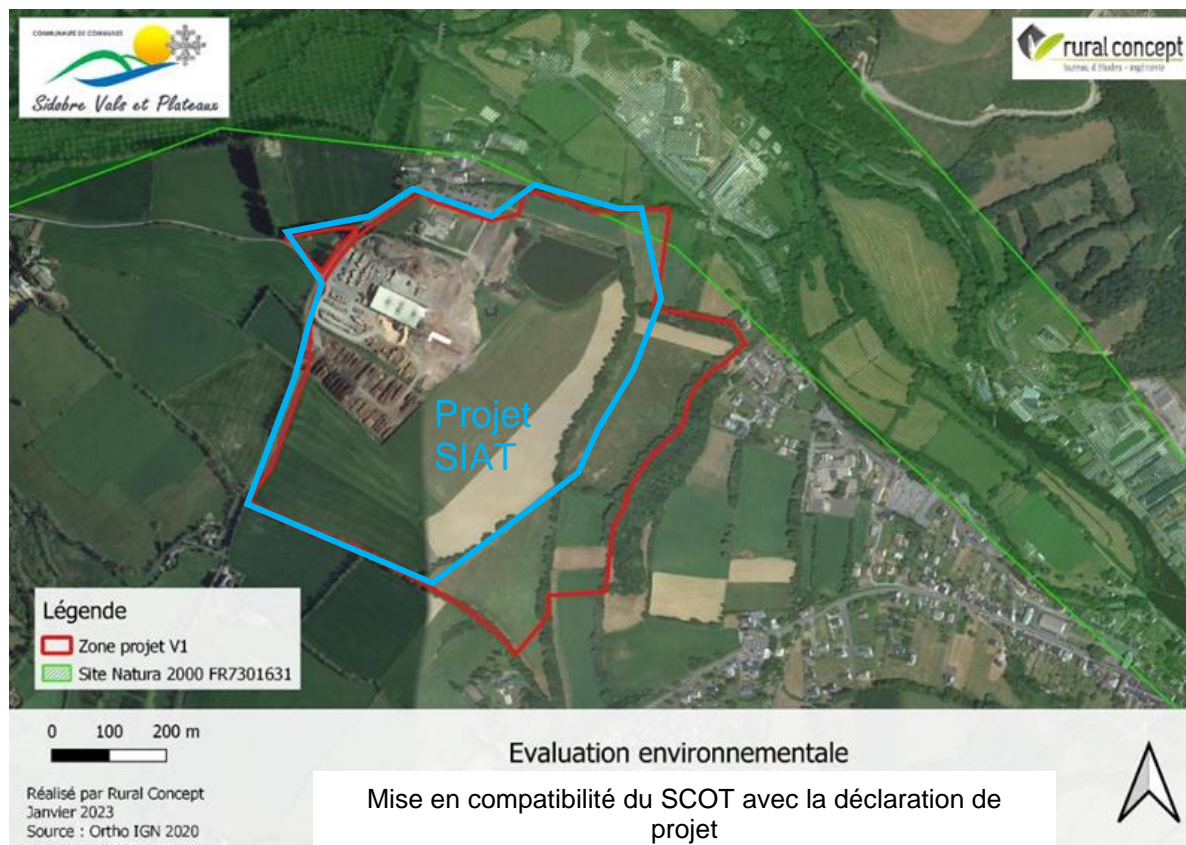 COMMUNAUTÉ DE COMMUNES
Sidobre Vals et Plateaux
rural concept
bureau d'études - ingénierie
Projet
SIAT
Légende
Zone projet V1
Site Natura 2000 FR7301631
0 100 200 m
Réalisé par Rural Concept
Janvier 2023
Source : Ortho IGN 2020
Evaluation environnementale
Mise en compatibilité du SCOT avec la déclaration de
projet